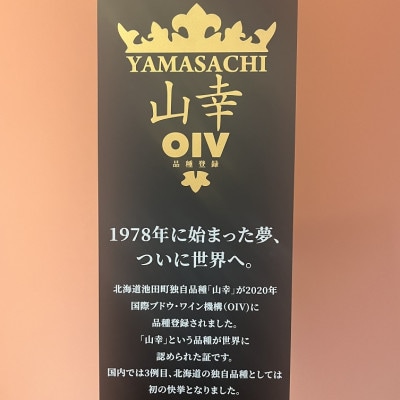 YAMASACHI
山幸
OIV
品種登録
1978年に始まった夢、
ついに世界へ。
北海道池田町独自品種「山幸」が2020年
国際ブドウ・ワイン機構(OIV)に
品種登録されました。
「山幸」という品種が世界に
認められた証です。
国内では3例目、北海道の独自品種としては
初の快挙となりました。